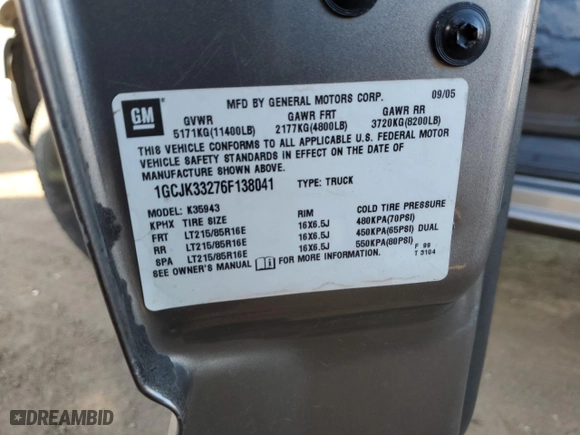 GM
MFD BY GENERAL MOTORS CORP. 09/05
GVWR GAWR FRT GAWR RR
5171KG(11400LB) 2177KG(4800LB) 3720KG(8200LB)
THIS VEHICLE CONFORMS TO ALL APPLICABLE U.S. FEDERAL MOTOR
VEHICLE SAFETY STANDARDS IN EFFECT ON THE DATE OF
MANUFACTURE SHOWN ABOVE.
1GCJK33276F138041 TYPE: TRUCK
MODEL: K35943
KPHX TIRE SIZE RIM COLD TIRE PRESSURE
FRT LT215/85R16E 16X6.5J 480KPA(70PSI)
RR LT215/85R16E 16X6.5J 450KPA(65PSI) DUAL
SPA LT215/85R16E 16X6.5J 550KPA(80PSI) F 99
SEE OWNER'S MANUAL FOR MORE INFORMATION. T 3104
DREAMBID